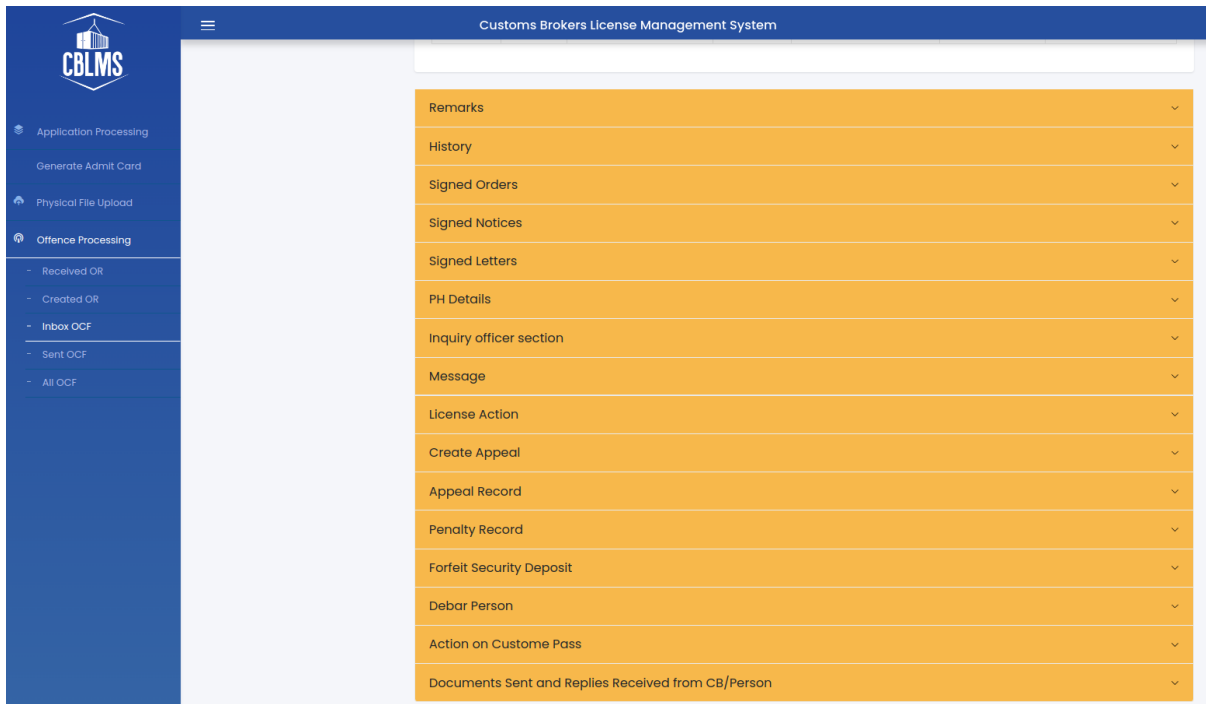 Customs Brokers License Management System
CBLMS
Application Processing
Generate Admit Card
Physical File Upload
Offence Processing
- Received OR
- Created OR
- Inbox OCF
- Sent OCF
- All OCF
Remarks
History
Signed Orders
Signed Notices
Signed Letters
PH Details
Inquiry officer section
Message
License Action
Create Appeal
Appeal Record
Penalty Record
Forfeit Security Deposit
Debar Person
Action on Custome Pass
Documents Sent and Replies Received from CB/Person